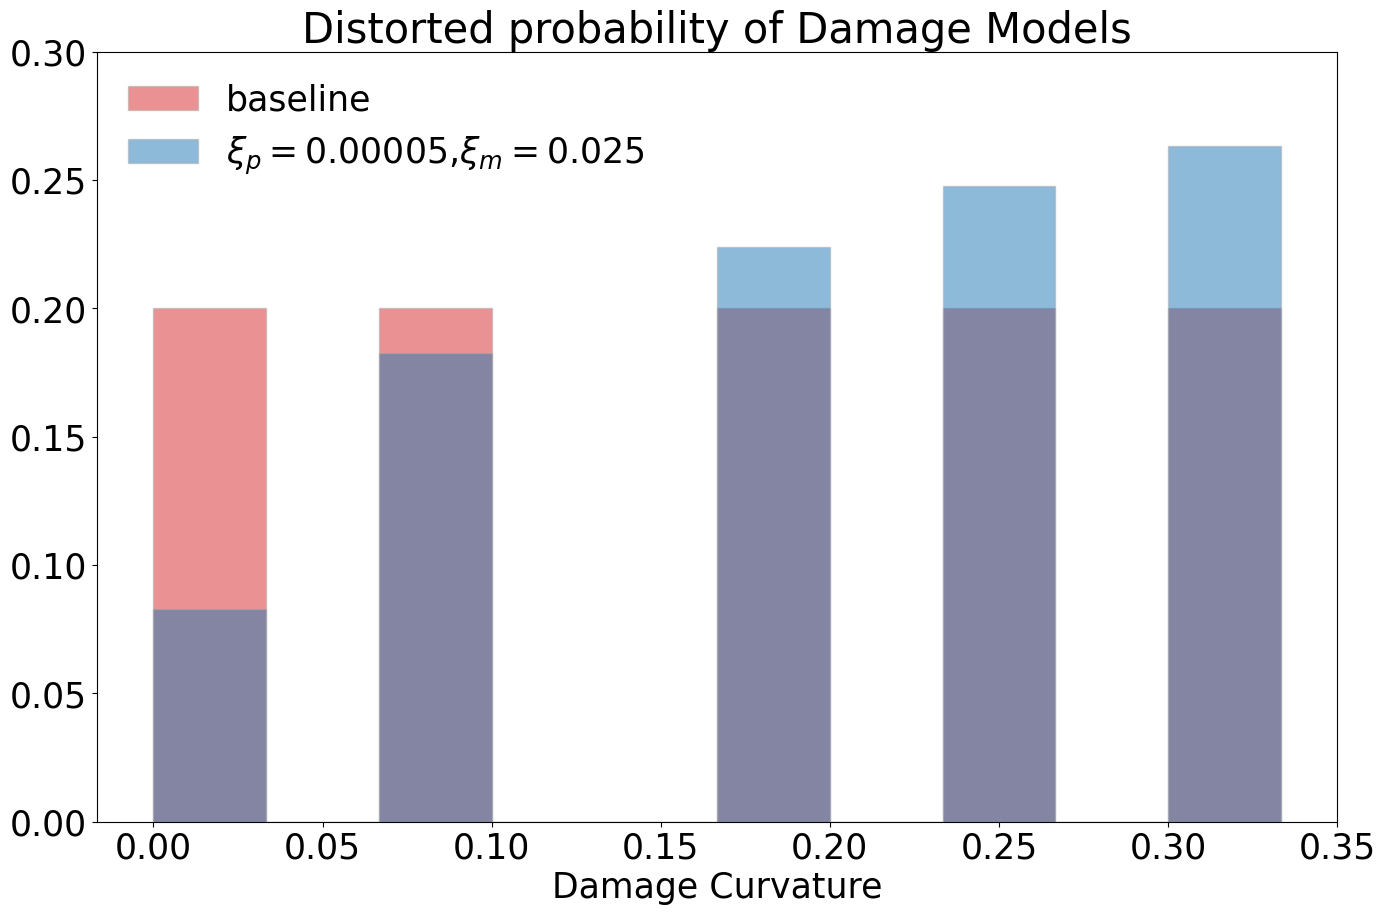 Distorted probability of Damage Models
0.30
0.25
0.20
0.15
0.10
0.05
0.00
baseline
ξₚ = 0.00005,ξₘ = 0.025
0.00 0.05 0.10 0.15 0.20 0.25 0.30 0.35
Damage Curvature